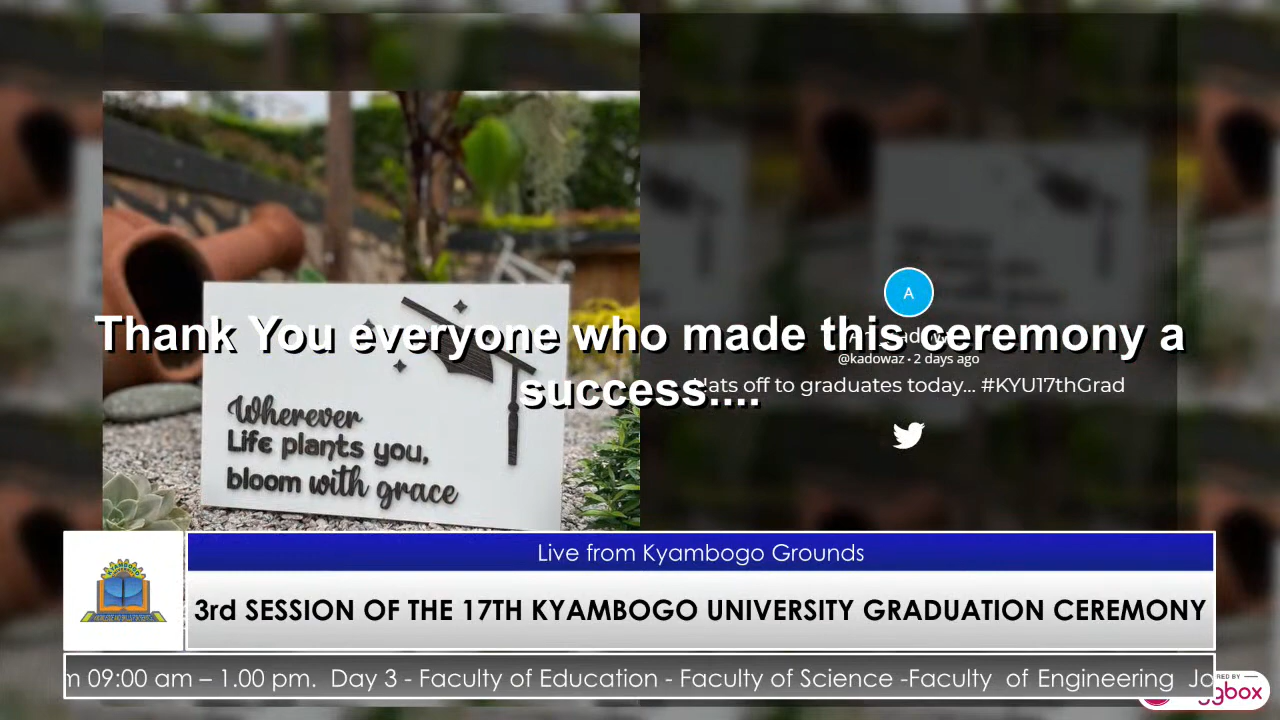 Thank You everyone who made this ceremony a
success....
A
@kadowaz · 2 days ago
Hats off to graduates today... #KYU17thGrad
Wherever
Life plants you,
bloom with grace
Live from Kyambogo Grounds
3rd SESSION OF THE 17TH KYAMBOGO UNIVERSITY GRADUATION CEREMONY
09:00 am – 1.00 pm. Day 3 - Faculty of Education - Faculty of Science -Faculty of Engineering